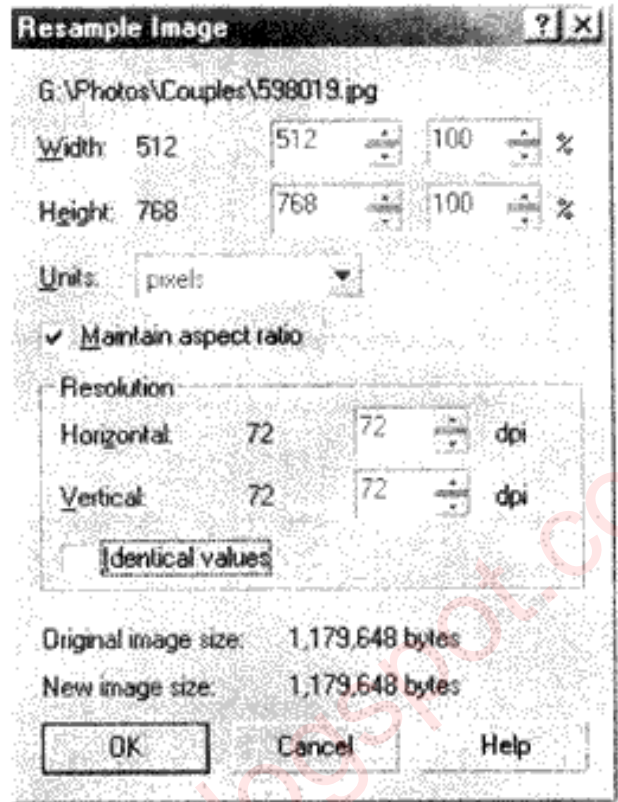 Resample Image ? X
G:\Photos\Couples\598019.jpg
Width: 512 512 100 %
Height: 768 768 100 %
Units: pixels
Maintain aspect ratio
Resolution
Horizontal: 72 72 dpi
Vertical: 72 72 dpi
Identical values
Original image size: 1,179,648 bytes
New image size: 1,179,648 bytes
OK Cancel Help
logspot.co